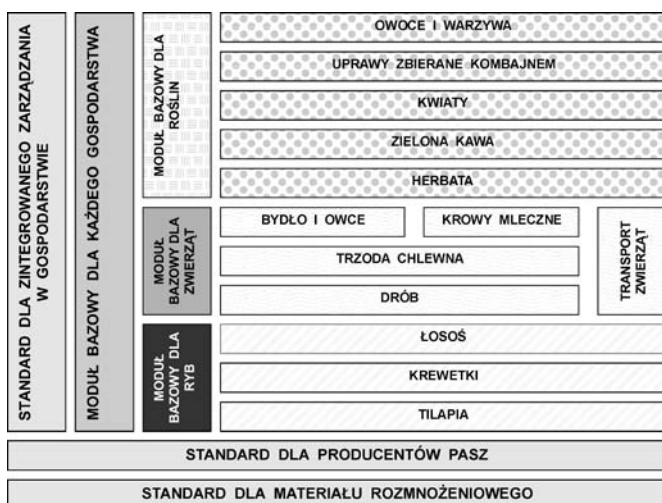 STANDARD DLA ZINTEGROWANEGO ZARZĄDZANIA
W GOSPODARSTWIE
MODUŁ BAZOWY DLA KAŻDEGO GOSPODARSTWA
MODUŁ BAZOWY DLA
ROŚLIN
OWOCE I WARZYWA
UPRAWY ZBIERANE KOMBAJNEM
KWIATY
ZIELONA KAWA
HERBATA
MODUŁ
BAZOWY DLA
ZWIERZĄT
BYDŁO I OWCE
KROWY MLECZNE
TRZODA CHLEWNA
DRÓB
TRANSPORT
ZWIERZĄT
MODUŁ
BAZOWY DLA
RYB
ŁOSOŚ
KREWETKI
TILAPIA
STANDARD DLA PRODUCENTÓW PASZ
STANDARD DLA MATERIAŁU ROZMNOŻENIOWEGO